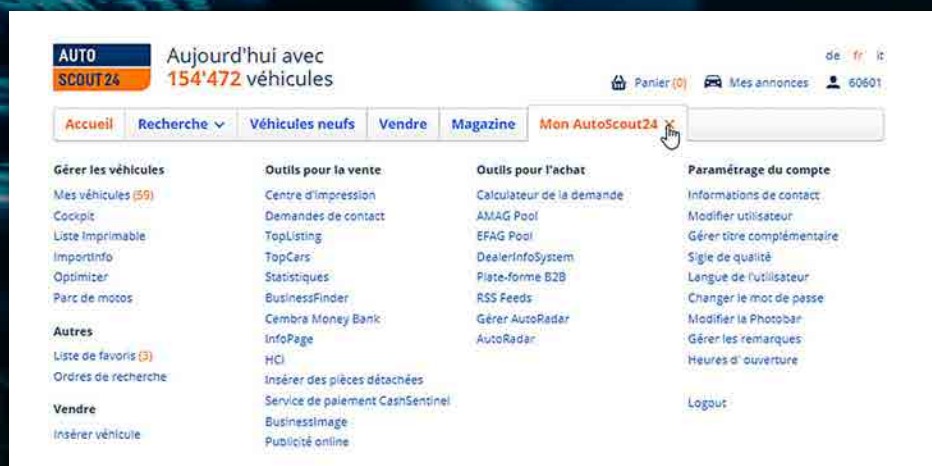 AUTO
SCOUT24
Aujourd'hui avec
154'472 véhicules
de fr it
Panier (0) Mes annonces 60601
Accueil Recherche Véhicules neufs Vendre Magazine Mon AutoScout24
Gérer les véhicules
Mes véhicules (59)
Cockpit
Liste Imprimable
ImportInfo
Optimizer
Parc de motos
Autres
Liste de favoris (3)
Ordres de recherche
Vendre
Insérer véhicule
Outils pour la vente
Centre d'impression
Demandes de contact
TopListing
TopCars
Statistiques
BusinessFinder
Cembra Money Bank
InfoPage
HCI
Insérer des pièces détachées
Service de paiement CashSentinel
BusinessImage
Publicité online
Outils pour l'achat
Calculateur de la demande
AMAG Pool
EFAG Pool
DealerInfoSystem
Plate-forme B2B
RSS Feeds
Gérer AutoRadar
AutoRadar
Paramétrage du compte
Informations de contact
Modifier utilisateur
Gérer titre complémentaire
Sigle de qualité
Langue de l'utilisateur
Changer le mot de passe
Modifier la Photobar
Gérer les remarques
Heures d' ouverture
Logout